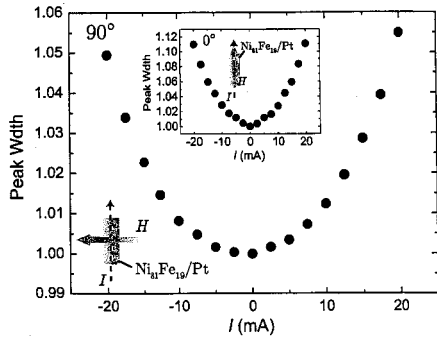 1.06
1.05
1.04
1.03
1.02
1.01
1.00
0.99
Peak Wdth
-20
-10
0
10
20
I (mA)
90°
H
Ni81Fe19/Pt
I
1.12
1.10
1.08
1.06
1.04
1.02
1.00
Peak Wdth
-20
-10
0
10
20
I (mA)
0°
Ni81Fe19/Pt
H
I